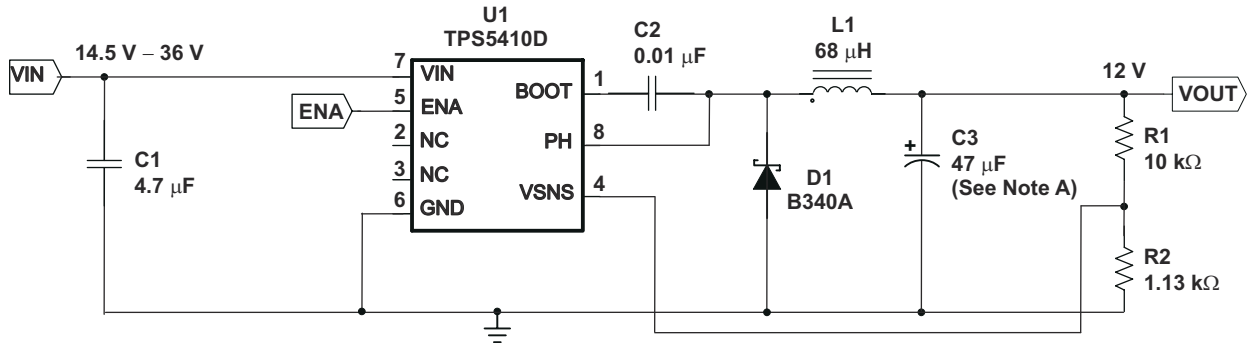 U1
TPS5410D
VIN
14.5 V – 36 V
7
VIN
5
ENA
ENA
2
NC
3
NC
6
GND
BOOT
1
PH
8
VSNS
4
C1
4.7 μF
C2
0.01 μF
L1
68 μH
D1
B340A
+
C3
47 μF
(See Note A)
12 V
VOUT
R1
10 kΩ
R2
1.13 kΩ